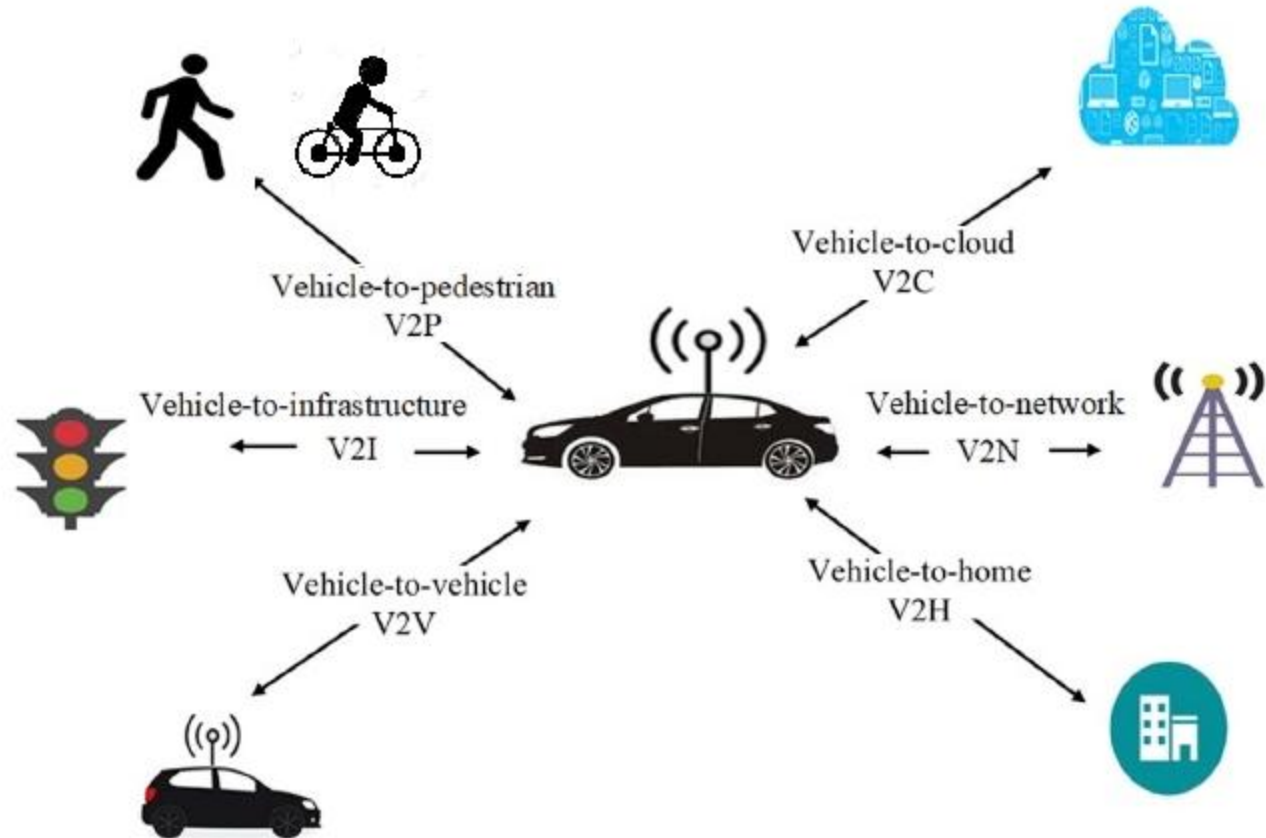 Vehicle-to-cloud
V2C
Vehicle-to-pedestrian
V2P
Vehicle-to-infrastructure
V2I
Vehicle-to-network
V2N
Vehicle-to-vehicle
V2V
Vehicle-to-home
V2H